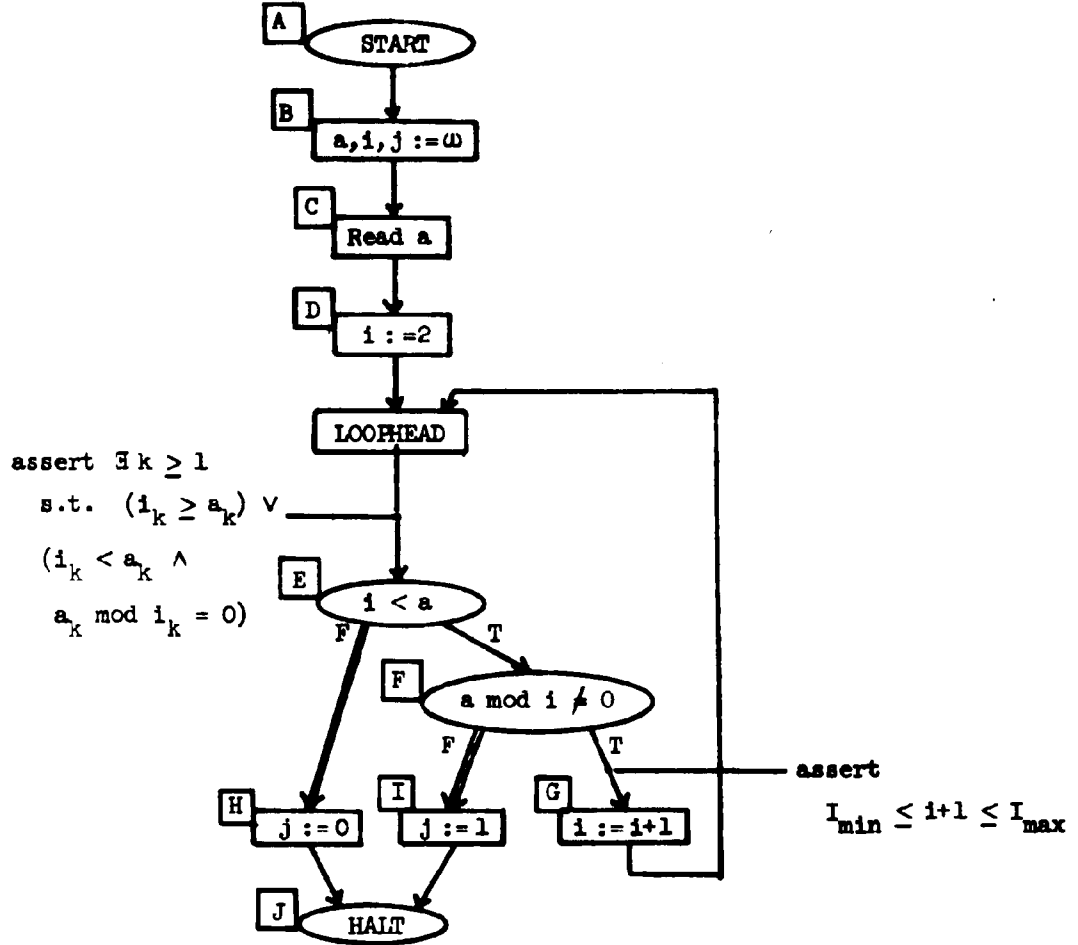 A
START
B
a,i,j :=ω
C
Read a
D
i :=2
LOOPHEAD
assert ∃k ≥ 1
s.t. (i_k ≥ a_k) ∨
(i_k < a_k ∧
a_k mod i_k = 0)
E
i < a
F
T
F
a mod i ≠ 0
F
T
assert
I_min ≤ i+1 ≤ I_max
H
j :=0
I
j :=1
G
i :=i+1
J
HALT